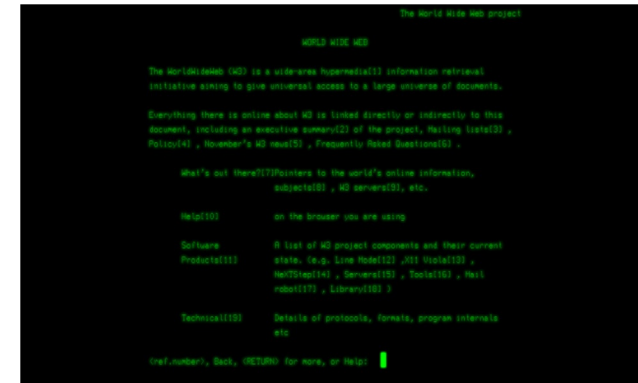 The World Wide Web project
WORLD WIDE WEB
The WorldWideWeb (W3) is a wide-area hypermedia[1] information retrieval
initiative aiming to give universal access to a large universe of documents.
Everything there is online about W3 is linked directly or indirectly to this
document, including an executive summary[2] of the project, Mailing lists[3] ,
Policy[4] , November's W3 news[5] , Frequently Asked Questions[6] .
What's out there?[7]Pointers to the world's online information,
subjects[8] , W3 servers[9], etc.
Help[10] on the browser you are using
Software A list of W3 project components and their current
Products[11] state. (e.g. Line Mode[12] ,X11 Viola[13] ,
NeXTStep[14] , Servers[15] , Tools[16] , Mail
robot[17] , Library[18] )
Technical[19] Details of protocols, formats, program internals
etc
<ref.number>, Back, <RETURN> for more, or Help: